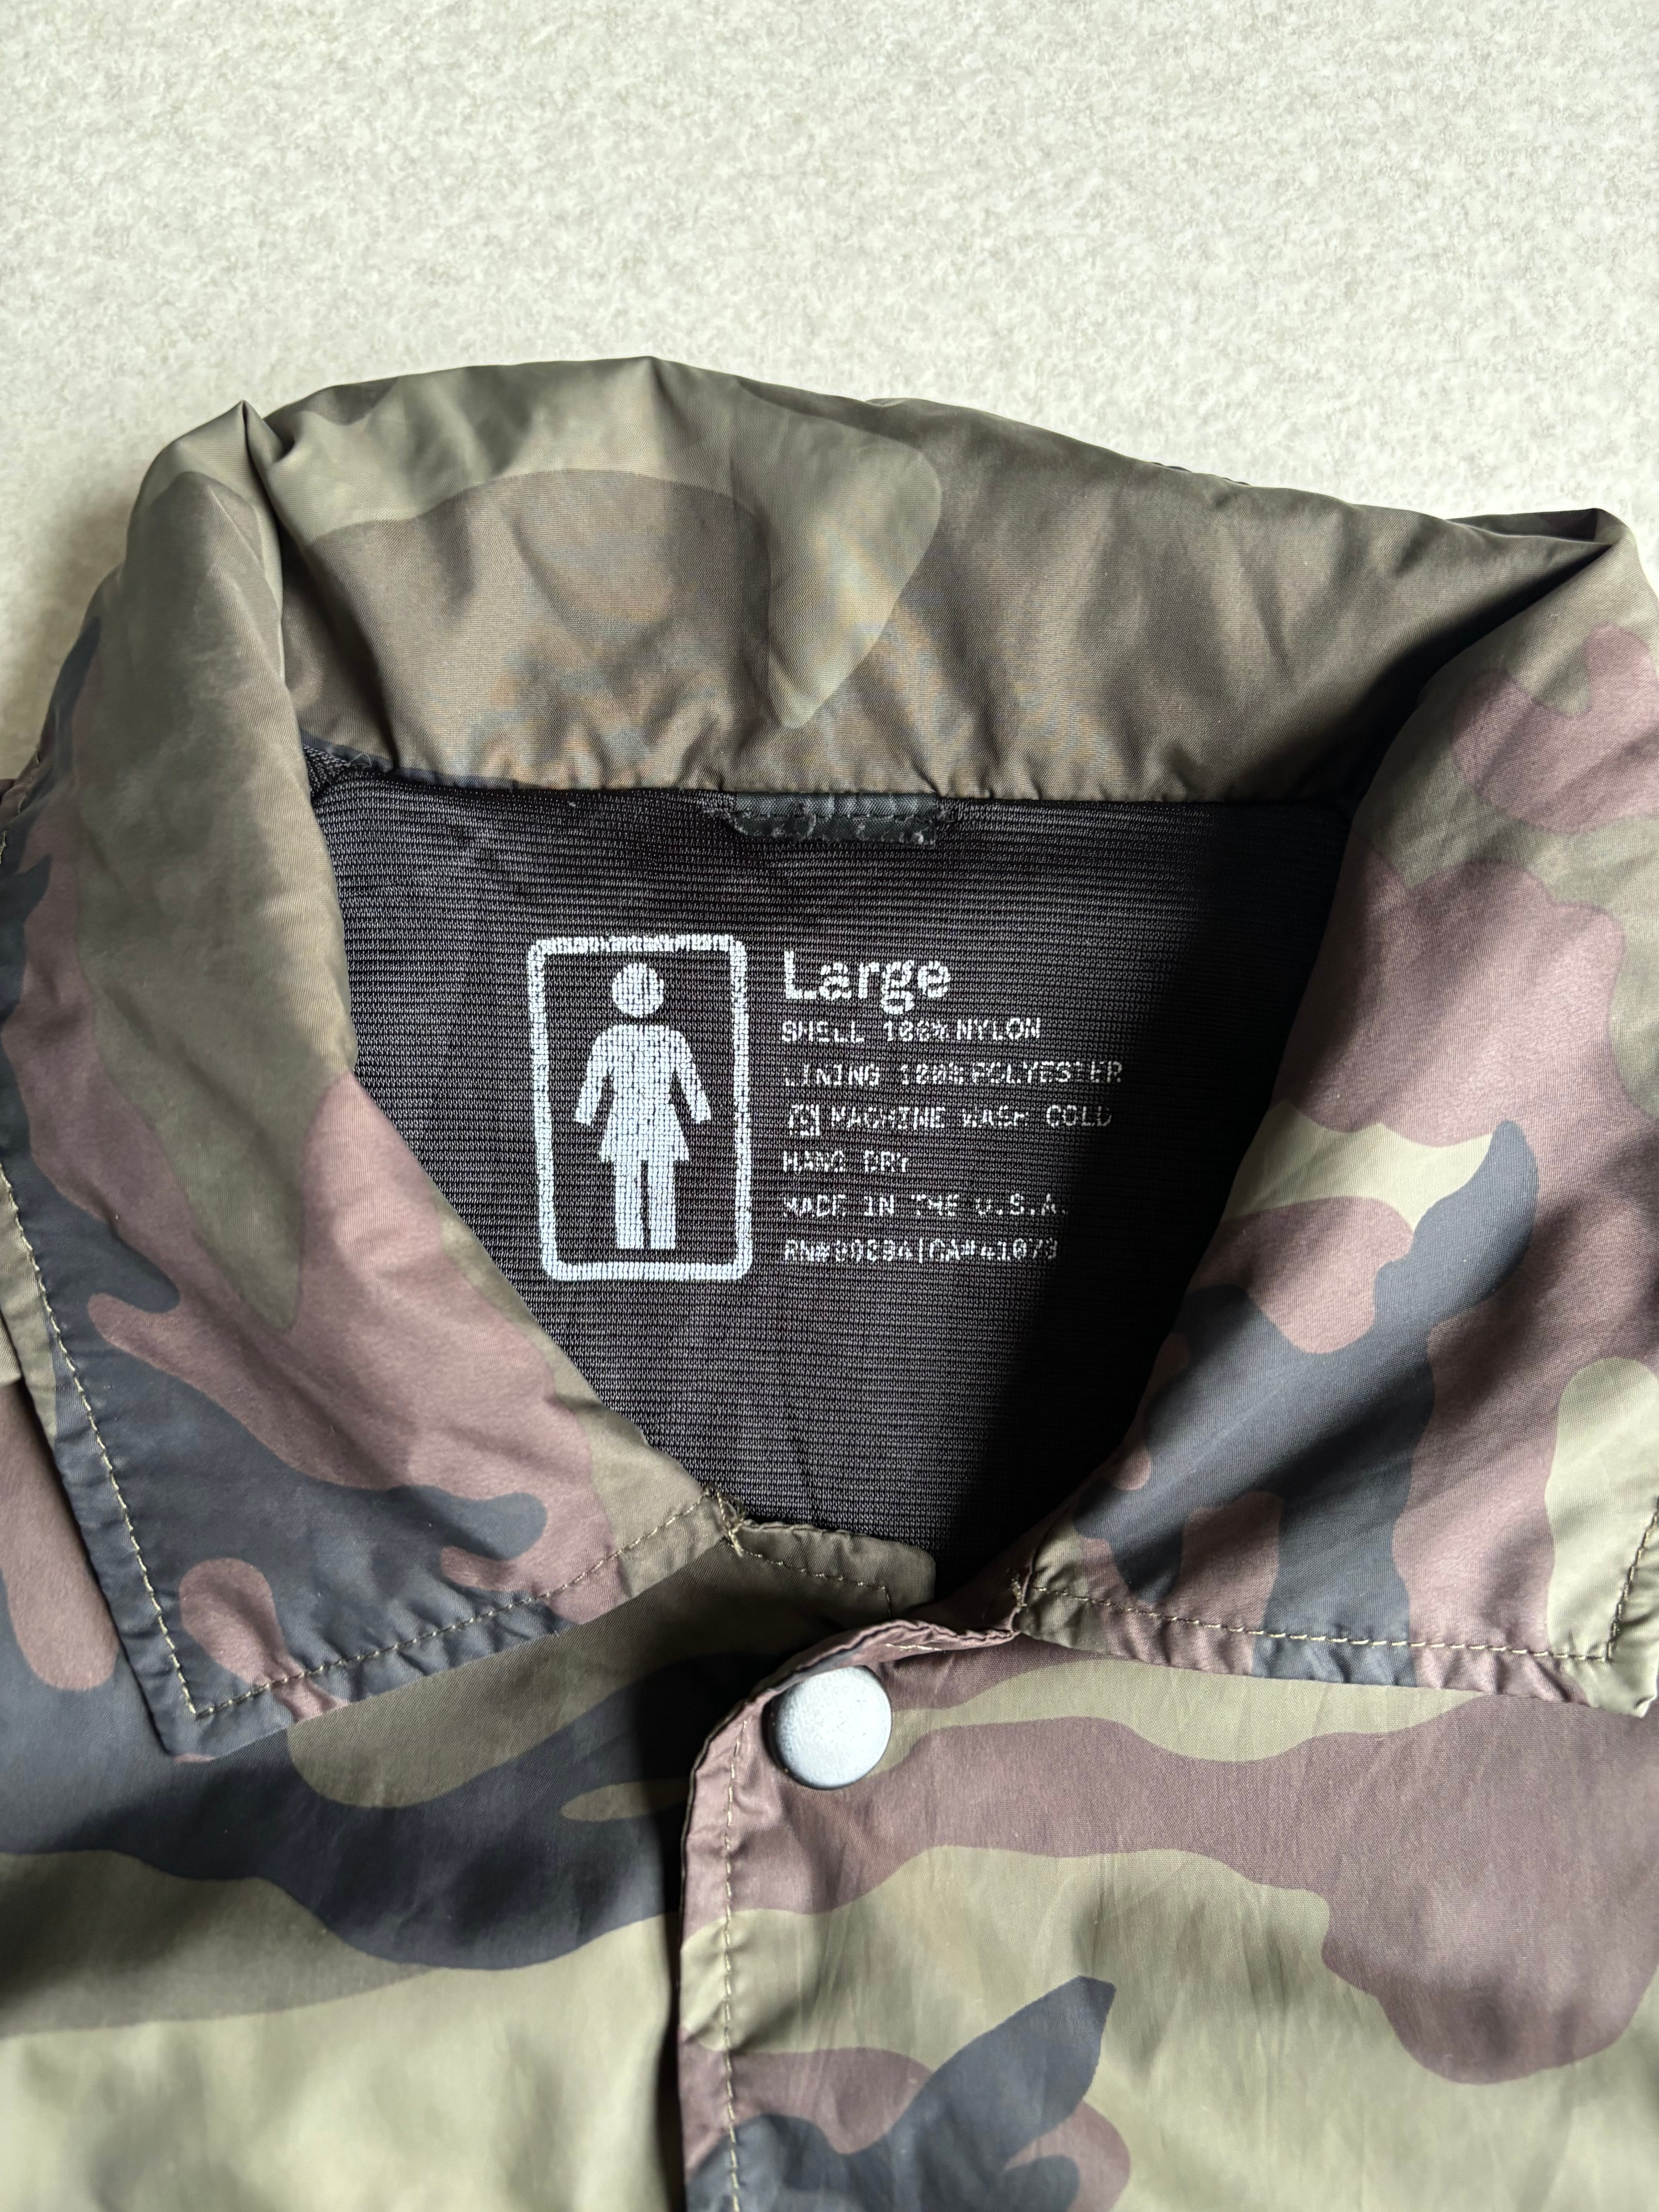 Large
SHELL 100% NYLON
LINING 100% POLYESTER
MACHINE WASH COLD
HANG DRY
MADE IN THE U.S.A.